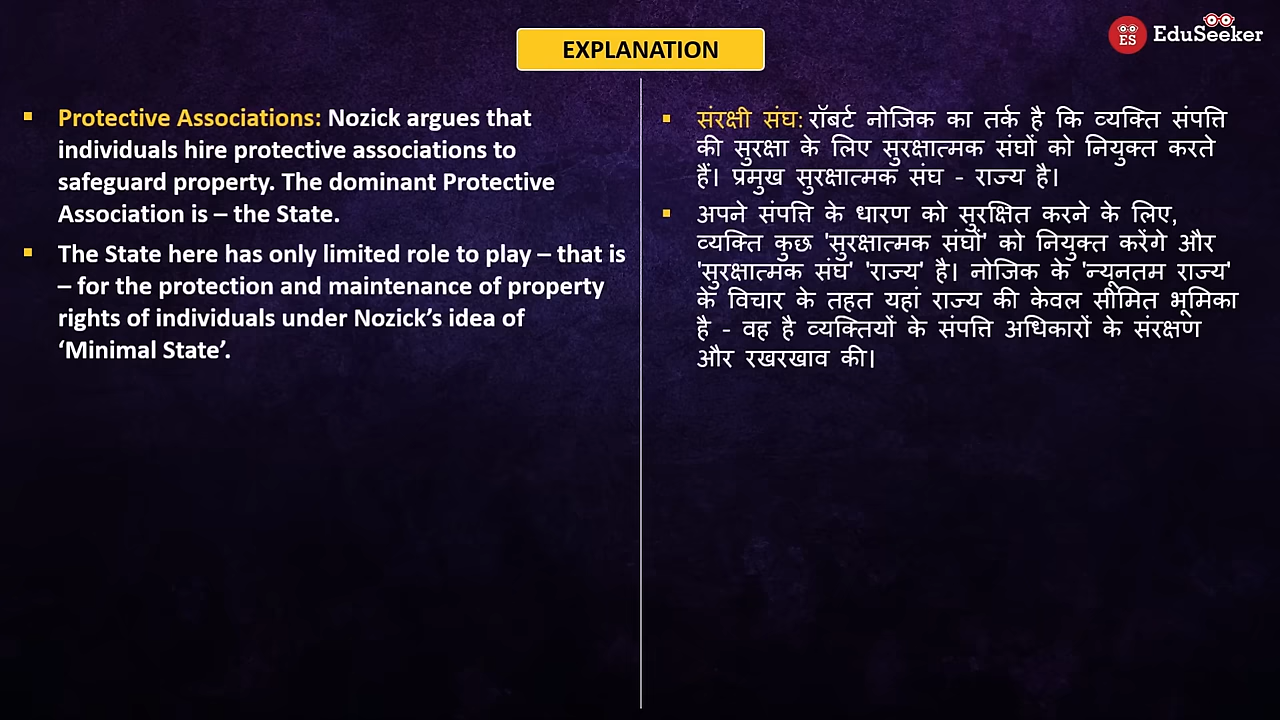 EXPLANATION
ES EduSeeker
▪ Protective Associations: Nozick argues that
individuals hire protective associations to
safeguard property. The dominant Protective
Association is – the State.
▪ The State here has only limited role to play – that is
– for the protection and maintenance of property
rights of individuals under Nozick’s idea of
‘Minimal State’.
▪ संरक्षी संघ: रॉबर्ट नोजिक का तर्क है कि व्यक्ति संपत्ति
की सुरक्षा के लिए सुरक्षात्मक संघों को नियुक्त करते
हैं। प्रमुख सुरक्षात्मक संघ - राज्य है।
▪ अपने संपत्ति के धारण को सुरक्षित करने के लिए,
व्यक्ति कुछ 'सुरक्षात्मक संघों' को नियुक्त करेंगे और
'सुरक्षात्मक संघ' 'राज्य' है। नोजिक के 'न्यूनतम राज्य'
के विचार के तहत यहां राज्य की केवल सीमित भूमिका
है - वह है व्यक्तियों के संपत्ति अधिकारों के संरक्षण
और रखरखाव की।